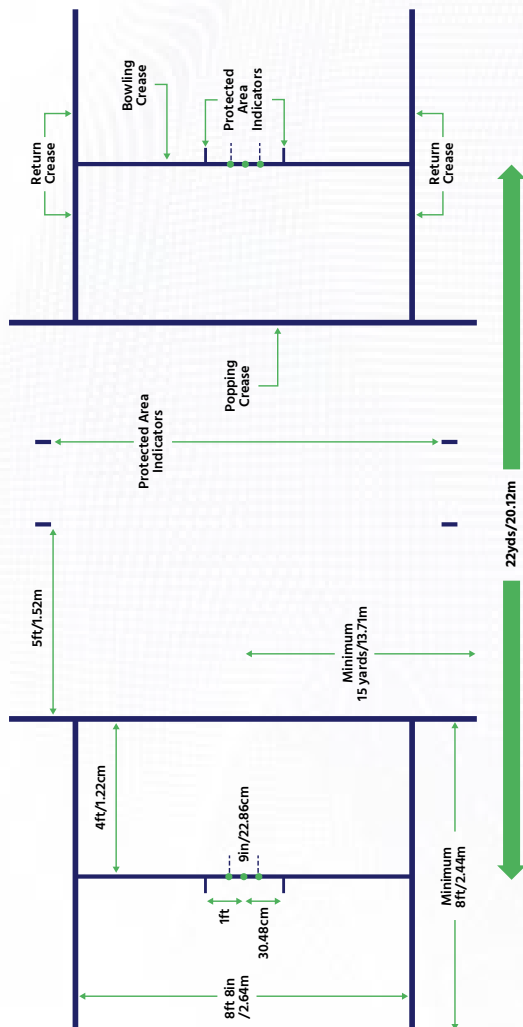 Return
Crease
Bowling
Crease
Protected
Area
Indicators
Return
Crease
Popping
Crease
Protected Area
Indicators
22yds/20.12m
5ft/1.52m
Minimum
15 yards/13.71m
4ft/1.22cm
9in/22.86cm
1ft
30.48cm
8ft 8in
/2.64m
Minimum
8ft/2.44m